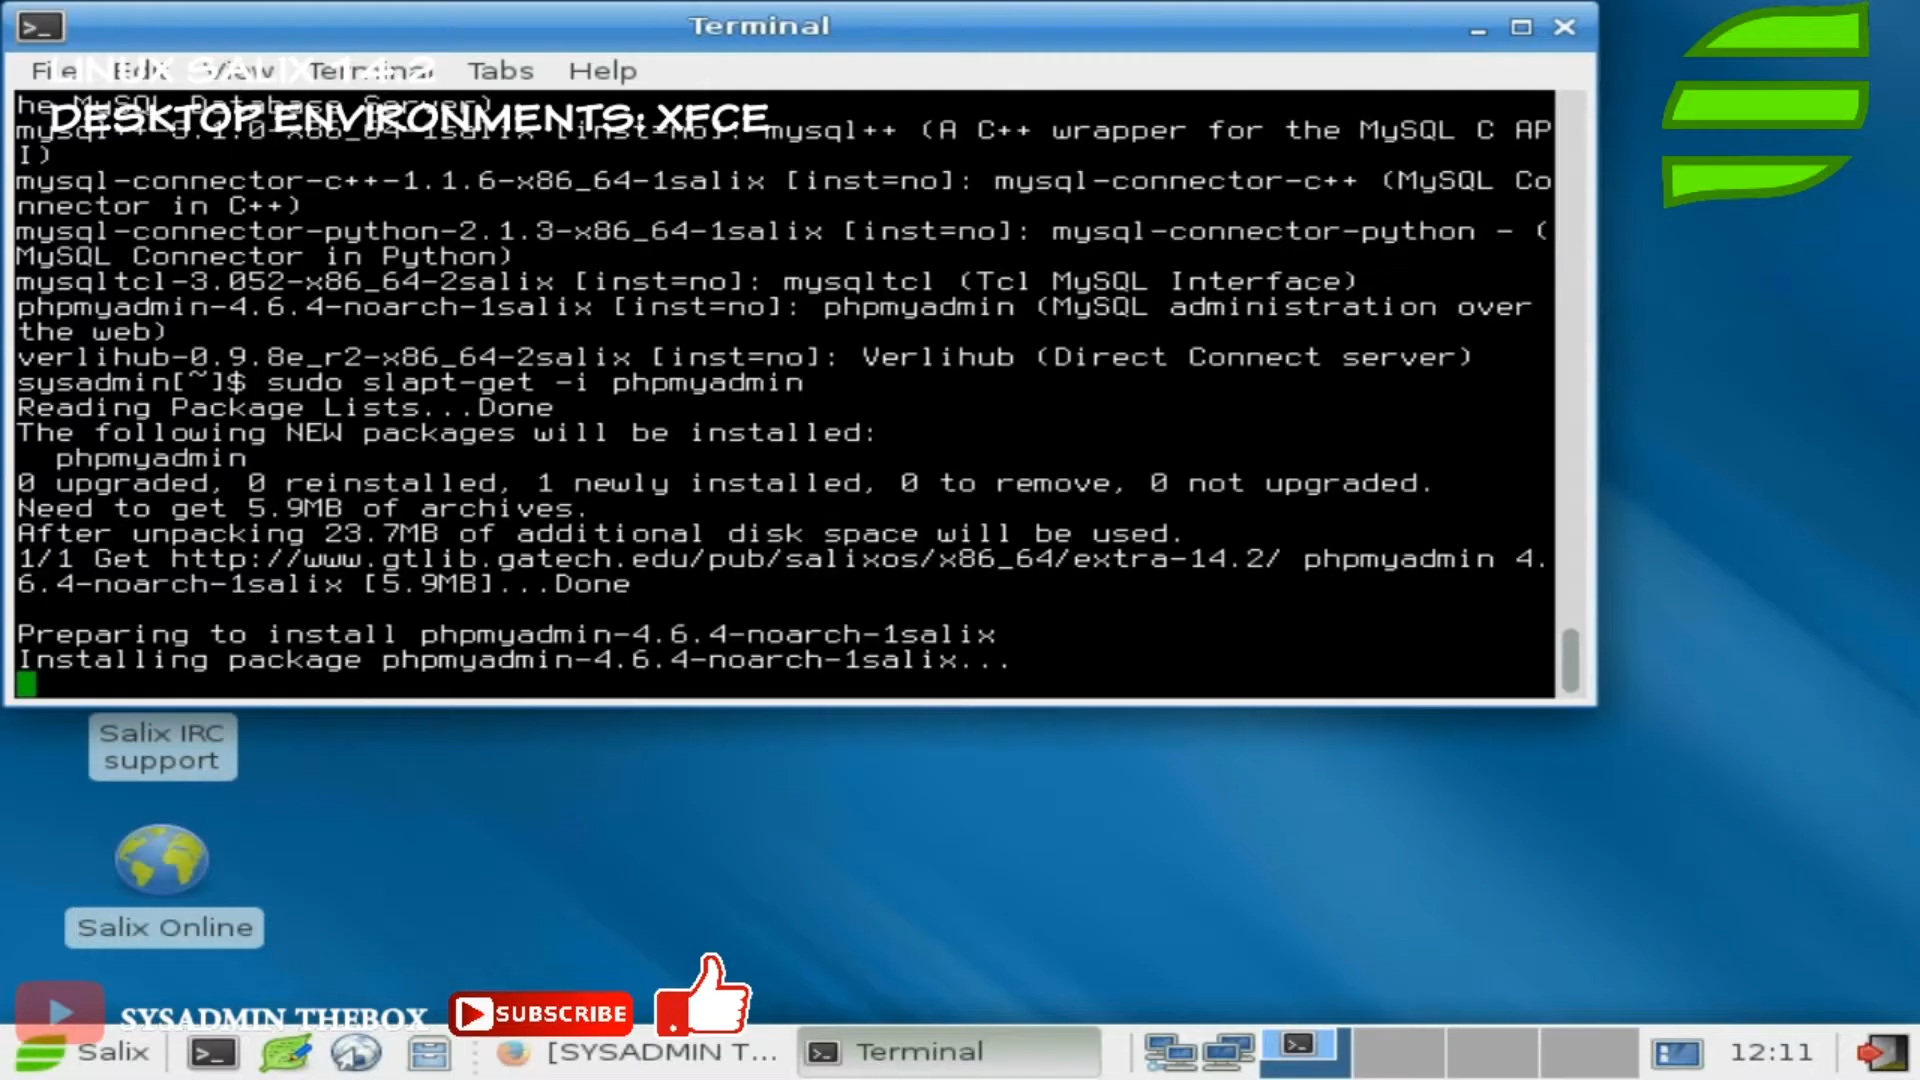 Terminal
File Edit View Terminal Tabs Help
LINUX SALIX 14.2
DESKTOP ENVIRONMENTS: XFCE
he MySQL Database Server)
mysql++-3.1.0-x86_64-1salix [inst=no]: mysql++ (A C++ wrapper for the MySQL C AP
I)
mysql-connector-c++-1.1.6-x86_64-1salix [inst=no]: mysql-connector-c++ (MySQL Co
nnector in C++)
mysql-connector-python-2.1.3-x86_64-1salix [inst=no]: mysql-connector-python - (
MySQL Connector in Python)
mysqltcl-3.052-x86_64-2salix [inst=no]: mysqltcl (Tcl MySQL Interface)
phpmyadmin-4.6.4-noarch-1salix [inst=no]: phpmyadmin (MySQL administration over
the web)
verlihub-0.9.8e_r2-x86_64-2salix [inst=no]: Verlihub (Direct Connect server)
sysadmin[~]$ sudo slapt-get -i phpmyadmin
Reading Package Lists...Done
The following NEW packages will be installed:
  phpmyadmin
0 upgraded, 0 reinstalled, 1 newly installed, 0 to remove, 0 not upgraded.
Need to get 5.9MB of archives.
After unpacking 23.7MB of additional disk space will be used.
1/1 Get http://www.gtlib.gatech.edu/pub/salixos/x86_64/extra-14.2/ phpmyadmin 4.
6.4-noarch-1salix [5.9MB]...Done
Preparing to install phpmyadmin-4.6.4-noarch-1salix
Installing package phpmyadmin-4.6.4-noarch-1salix...
Salix IRC
support
Salix Online
SYSADMIN THEBOX
SUBSCRIBE
Salix
[SYSADMIN T...
Terminal
12:11